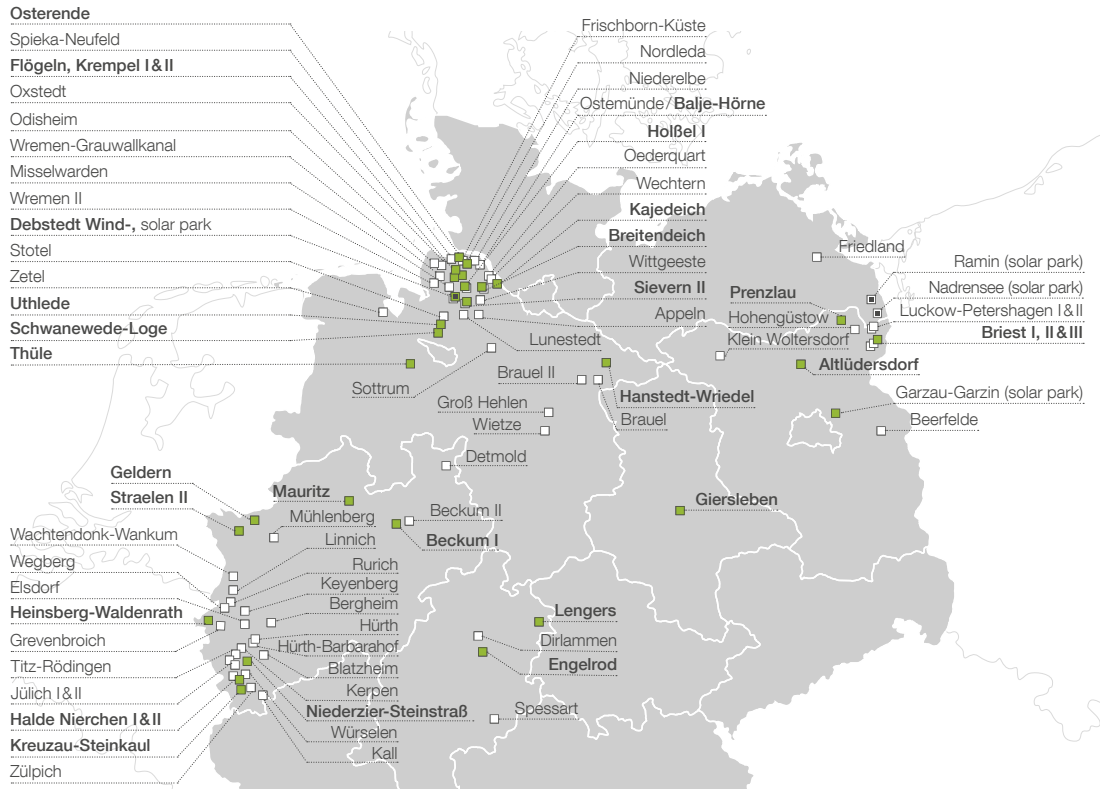 Osterende
Spieka-Neufeld
Flögeln, Krempel I & II
Oxstedt
Odisheim
Wremen-Grauwallkanal
Misselwarden
Wremen II
Debstedt Wind-, solar park
Stotel
Zetel
Uthlede
Schwanewede-Loge
Thüle
Frischborn-Küste
Nordleda
Niederelbe
Ostemünde/Balje-Hörne
Holßel I
Oederquart
Wechtern
Kajedeich
Breitendeich
Wittgeeste
Sievern II
Appeln
Lunestedt
Sottrum
Brauel II
Groß Hehlen
Wietze
Detmold
Hanstedt-Wriedel
Brauel
Friedland
Ramin (solar park)
Nadrensee (solar park)
Prenzlau
Hohengüstow
Luckow-Petershagen I & II
Briest I, II & III
Klein Woltersdorf
Altlüdersdorf
Garzau-Garzin (solar park)
Beerfelde
Giersleben
Geldern
Straelen II
Mauritz
Mühlenberg
Beckum II
Beckum I
Wachtendonk-Wankum
Wegberg
Elsdorf
Heinsberg-Waldenrath
Grevenbroich
Titz-Rödingen
Jülich I & II
Halde Nierchen I & II
Kreuzau-Steinkaul
Zülpich
Linnich
Rurich
Keyenberg
Bergheim
Hürth
Hürth-Barbarahof
Blatzheim
Kerpen
Niederzier-Steinstraß
Würselen
Kall
Lengers
Dirlammen
Engelrod
Spessart